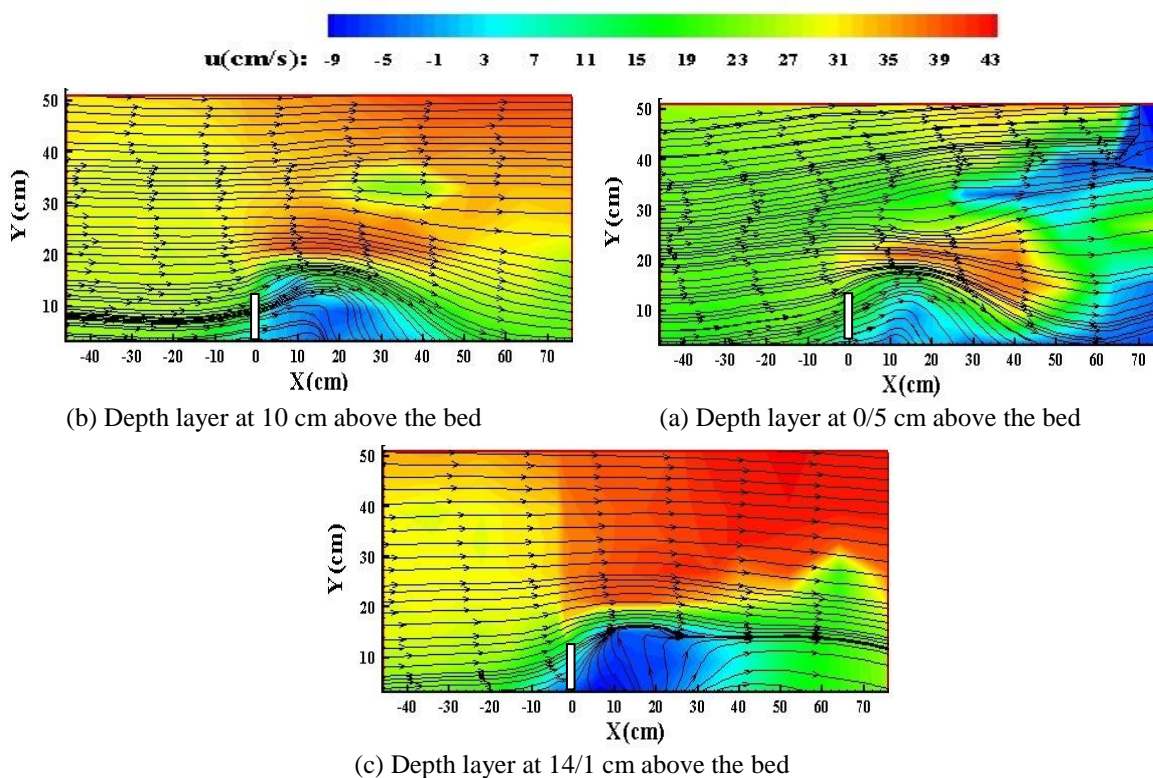 u(cm/s): -9 -5 -1 3 7 11 15 19 23 27 31 35 39 43
50
40
30
20
10
Y (cm)
-40 -30 -20 -10 0 10 20 30 40 50 60 70
X(cm)
(b) Depth layer at 10 cm above the bed
50
40
30
20
10
Y (cm)
-40 -30 -20 -10 0 10 20 30 40 50 60 70
X(cm)
(a) Depth layer at 0/5 cm above the bed
50
40
30
20
10
Y (cm)
-40 -30 -20 -10 0 10 20 30 40 50 60 70
X(cm)
(c) Depth layer at 14/1 cm above the bed